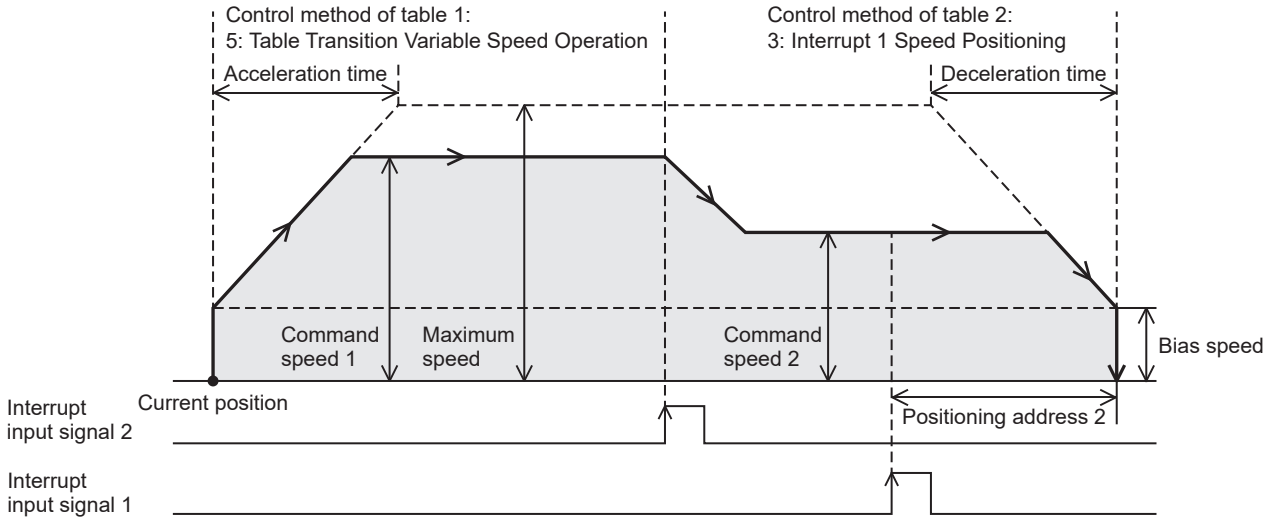 Control method of table 1:
5: Table Transition Variable Speed Operation
Control method of table 2:
3: Interrupt 1 Speed Positioning
Acceleration time
Deceleration time
Command
speed 1
Maximum
speed
Command
speed 2
Bias speed
Current position
Positioning address 2
Interrupt
input signal 2
Interrupt
input signal 1